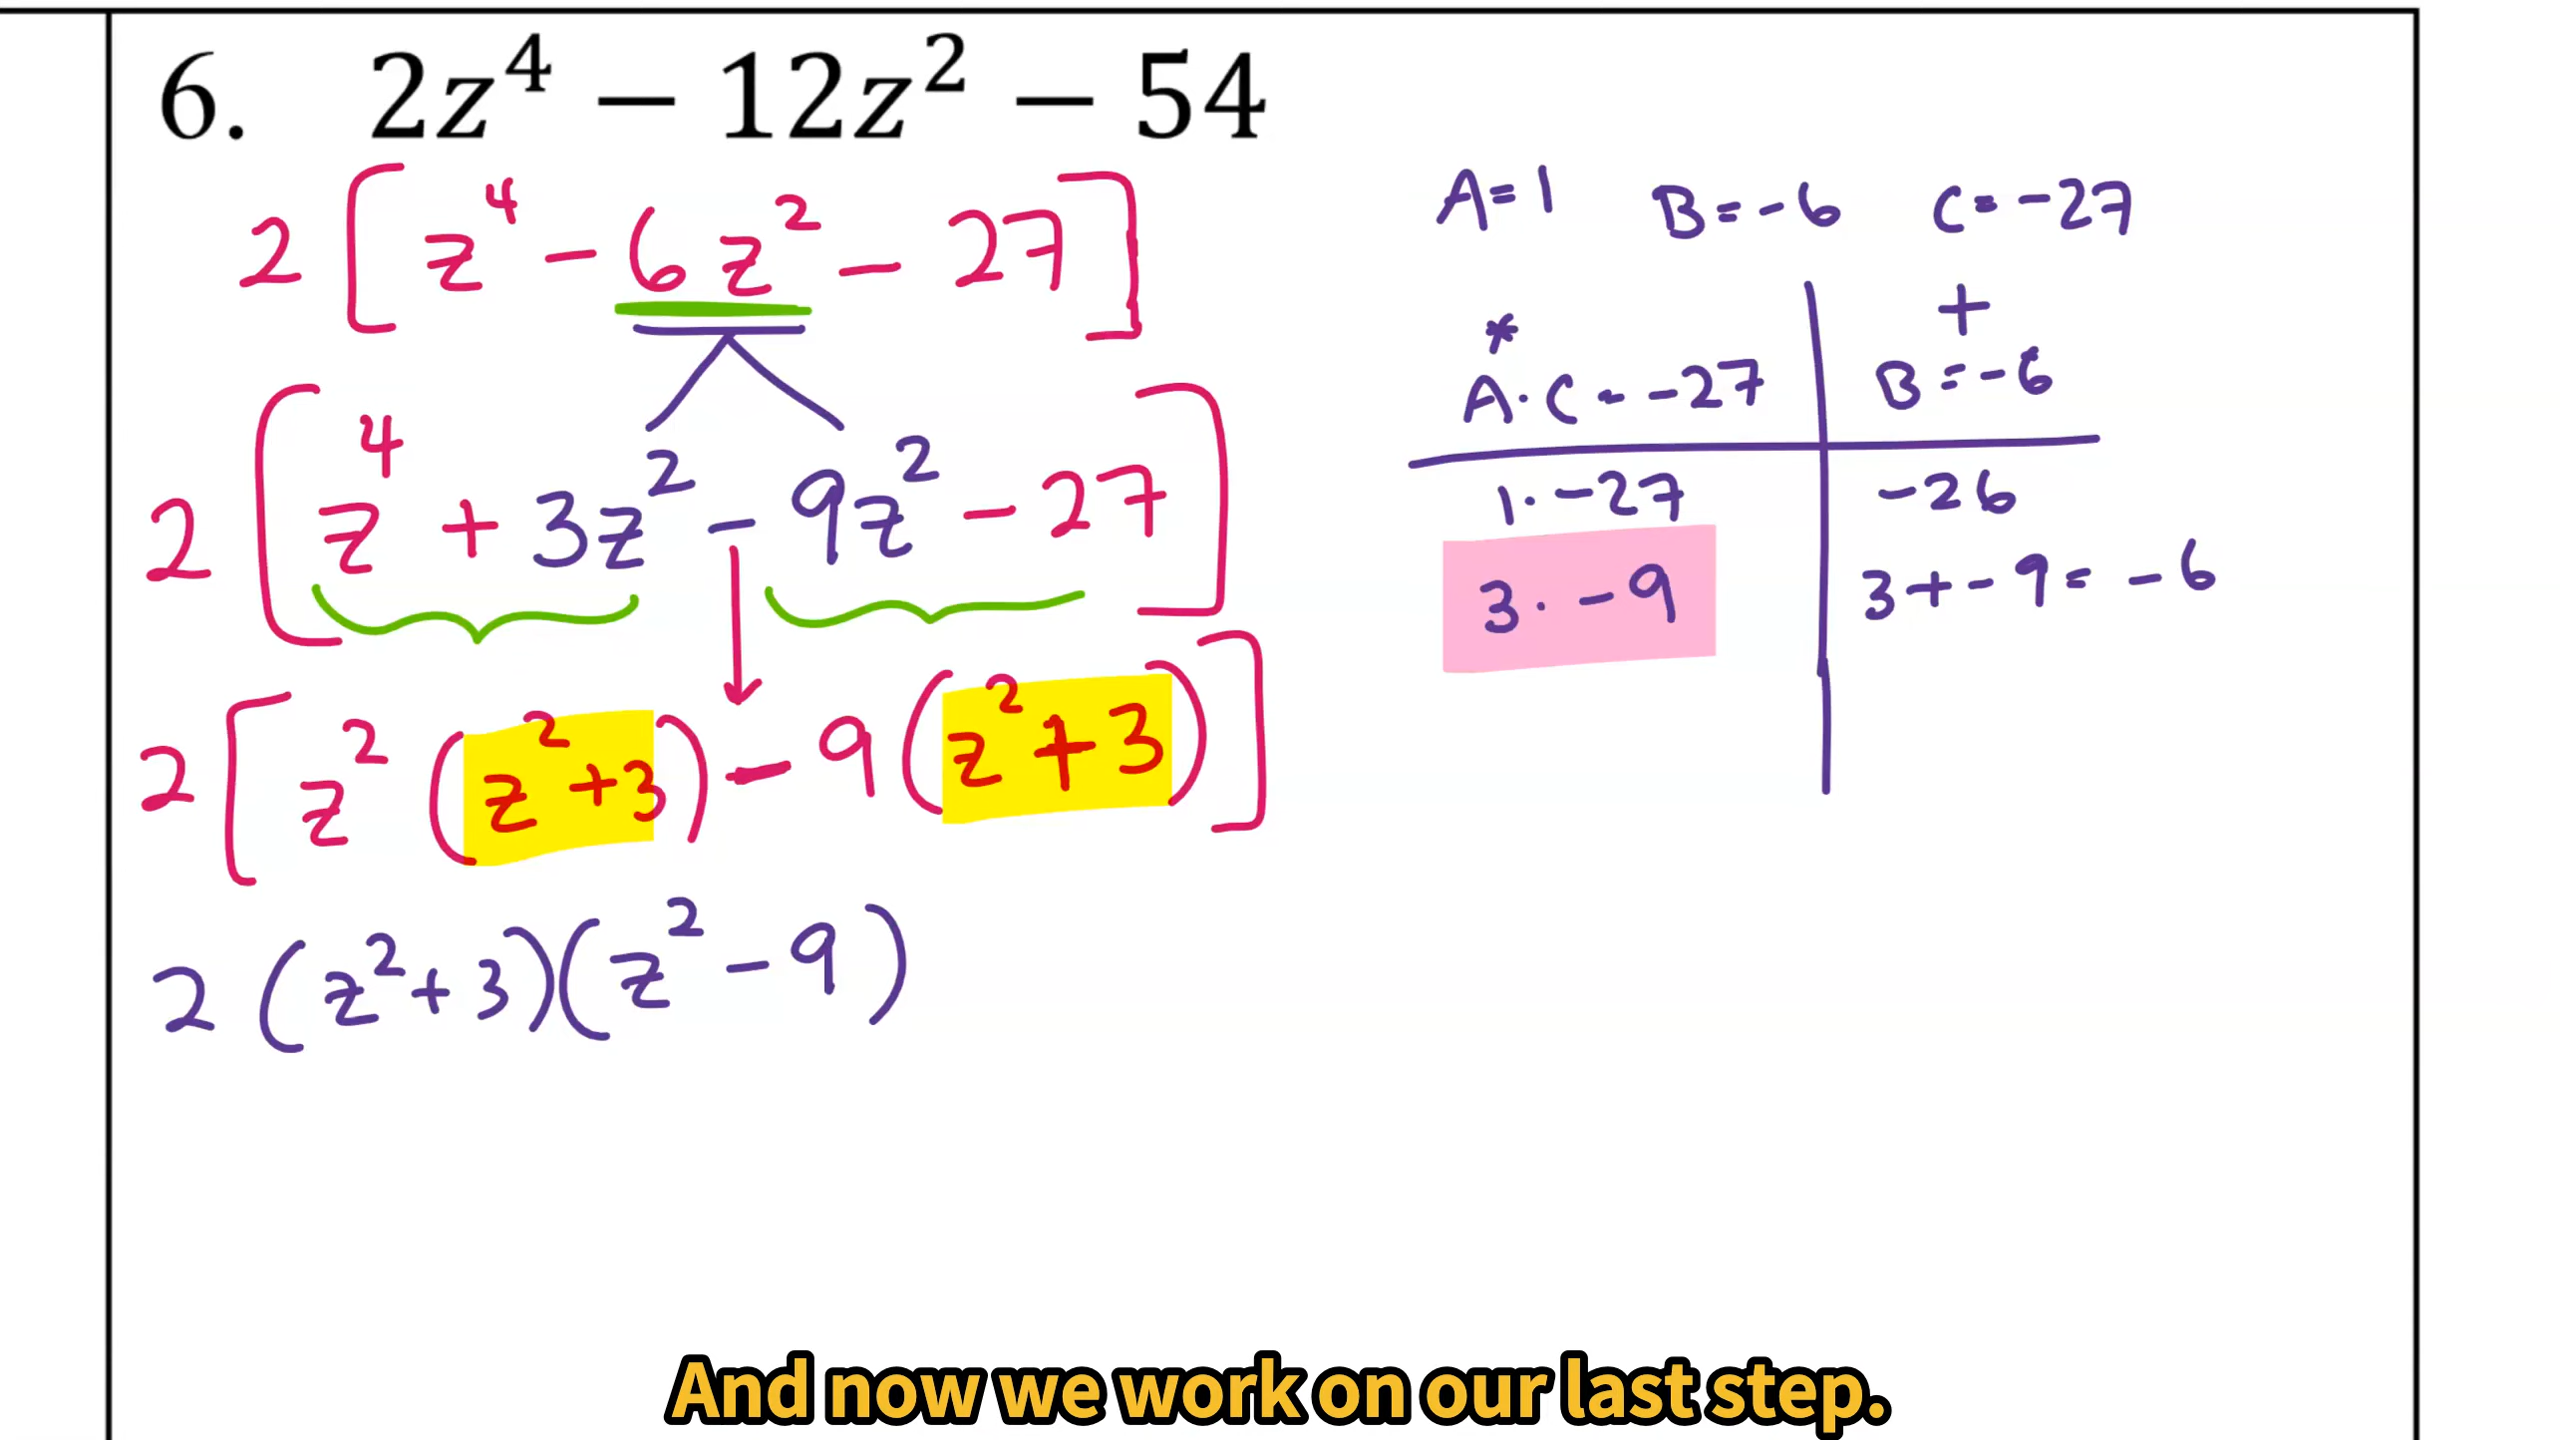 6. 2z⁴ − 12z² − 54
2[z⁴ − 6z² − 27]
2[z⁴ + 3z² − 9z² − 27]
2[z²(z²+3) − 9(z²+3)]
2(z²+3)(z²−9)
A=1 B=-6 C=-27
* +
A·C=-27 B=-6
1·-27 -26
3·-9 3+-9=-6
And now we work on our last step.